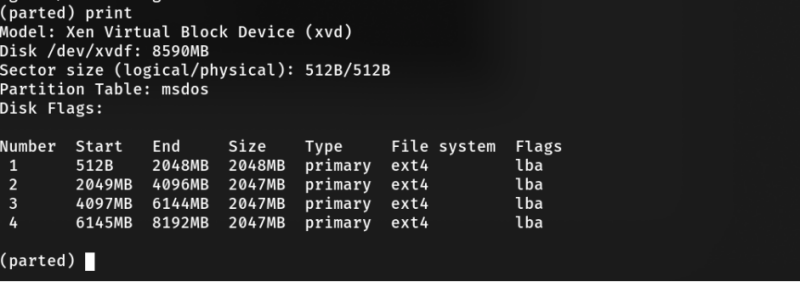 (parted) print
Model: Xen Virtual Block Device (xvd)
Disk /dev/xvdf: 8590MB
Sector size (logical/physical): 512B/512B
Partition Table: msdos
Disk Flags:
Number  Start   End     Size    Type     File system  Flags
 1      512B    2048MB  2048MB  primary  ext4         lba
 2      2049MB  4096MB  2047MB  primary  ext4         lba
 3      4097MB  6144MB  2047MB  primary  ext4         lba
 4      6145MB  8192MB  2047MB  primary  ext4         lba
(parted)